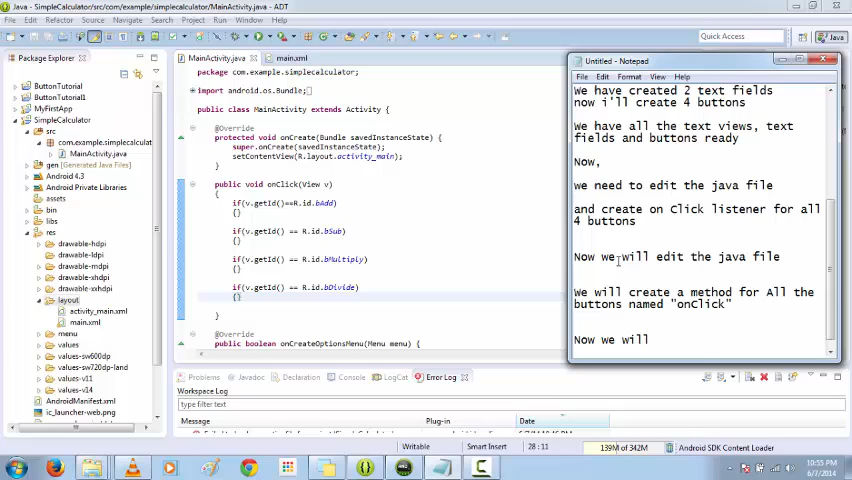 Java - SimpleCalculator/src/com/example/simplecalculator/MainActivity.java - ADT
File Edit Refactor Source Navigate Search Project Run Window Help
Quick Access
Java
Package Explorer
ButtonTutorial
ButtonTutorial1
MyFirstApp
SimpleCalculator
src
com.example.simplecalculat
MainActivity.java
gen [Generated Java Files]
Android 4.3
Android Private Libraries
assets
bin
libs
res
drawable-hdpi
drawable-ldpi
drawable-mdpi
drawable-xhdpi
drawable-xxhdpi
layout
activity_main.xml
main.xml
menu
values
values-sw600dp
values-sw720dp-land
values-v11
values-v14
AndroidManifest.xml
ic_launcher-web.png
MainActivity.java
main.xml
package com.example.simplecalculator;
import android.os.Bundle;
public class MainActivity extends Activity {
@Override
protected void onCreate(Bundle savedInstanceState) {
super.onCreate(savedInstanceState);
setContentView(R.layout.activity_main);
}
public void onClick(View v)
{
if(v.getId()==R.id.bAdd)
{}
if(v.getId() == R.id.bSub)
{}
if(v.getId() == R.id.bMultiply)
{}
if(v.getId() == R.id.bDivide)
{}
}
@Override
public boolean onCreateOptionsMenu(Menu menu) {
Untitled - Notepad
File Edit Format View Help
We have created 2 text fields
now i'll create 4 buttons
We have all the text views, text
fields and buttons ready
Now,
we need to edit the java file
and create on Click listener for all
4 buttons
Now we will edit the java file
We will create a method for All the
buttons named "onClick"
Now we will
Problems Javadoc Declaration Console LogCat Error Log
Workspace Log
type filter text
Message Plug-in Date
Writable Smart Insert 28 : 11 139M of 342M Android SDK Content Loader
10:55 PM
6/7/2014